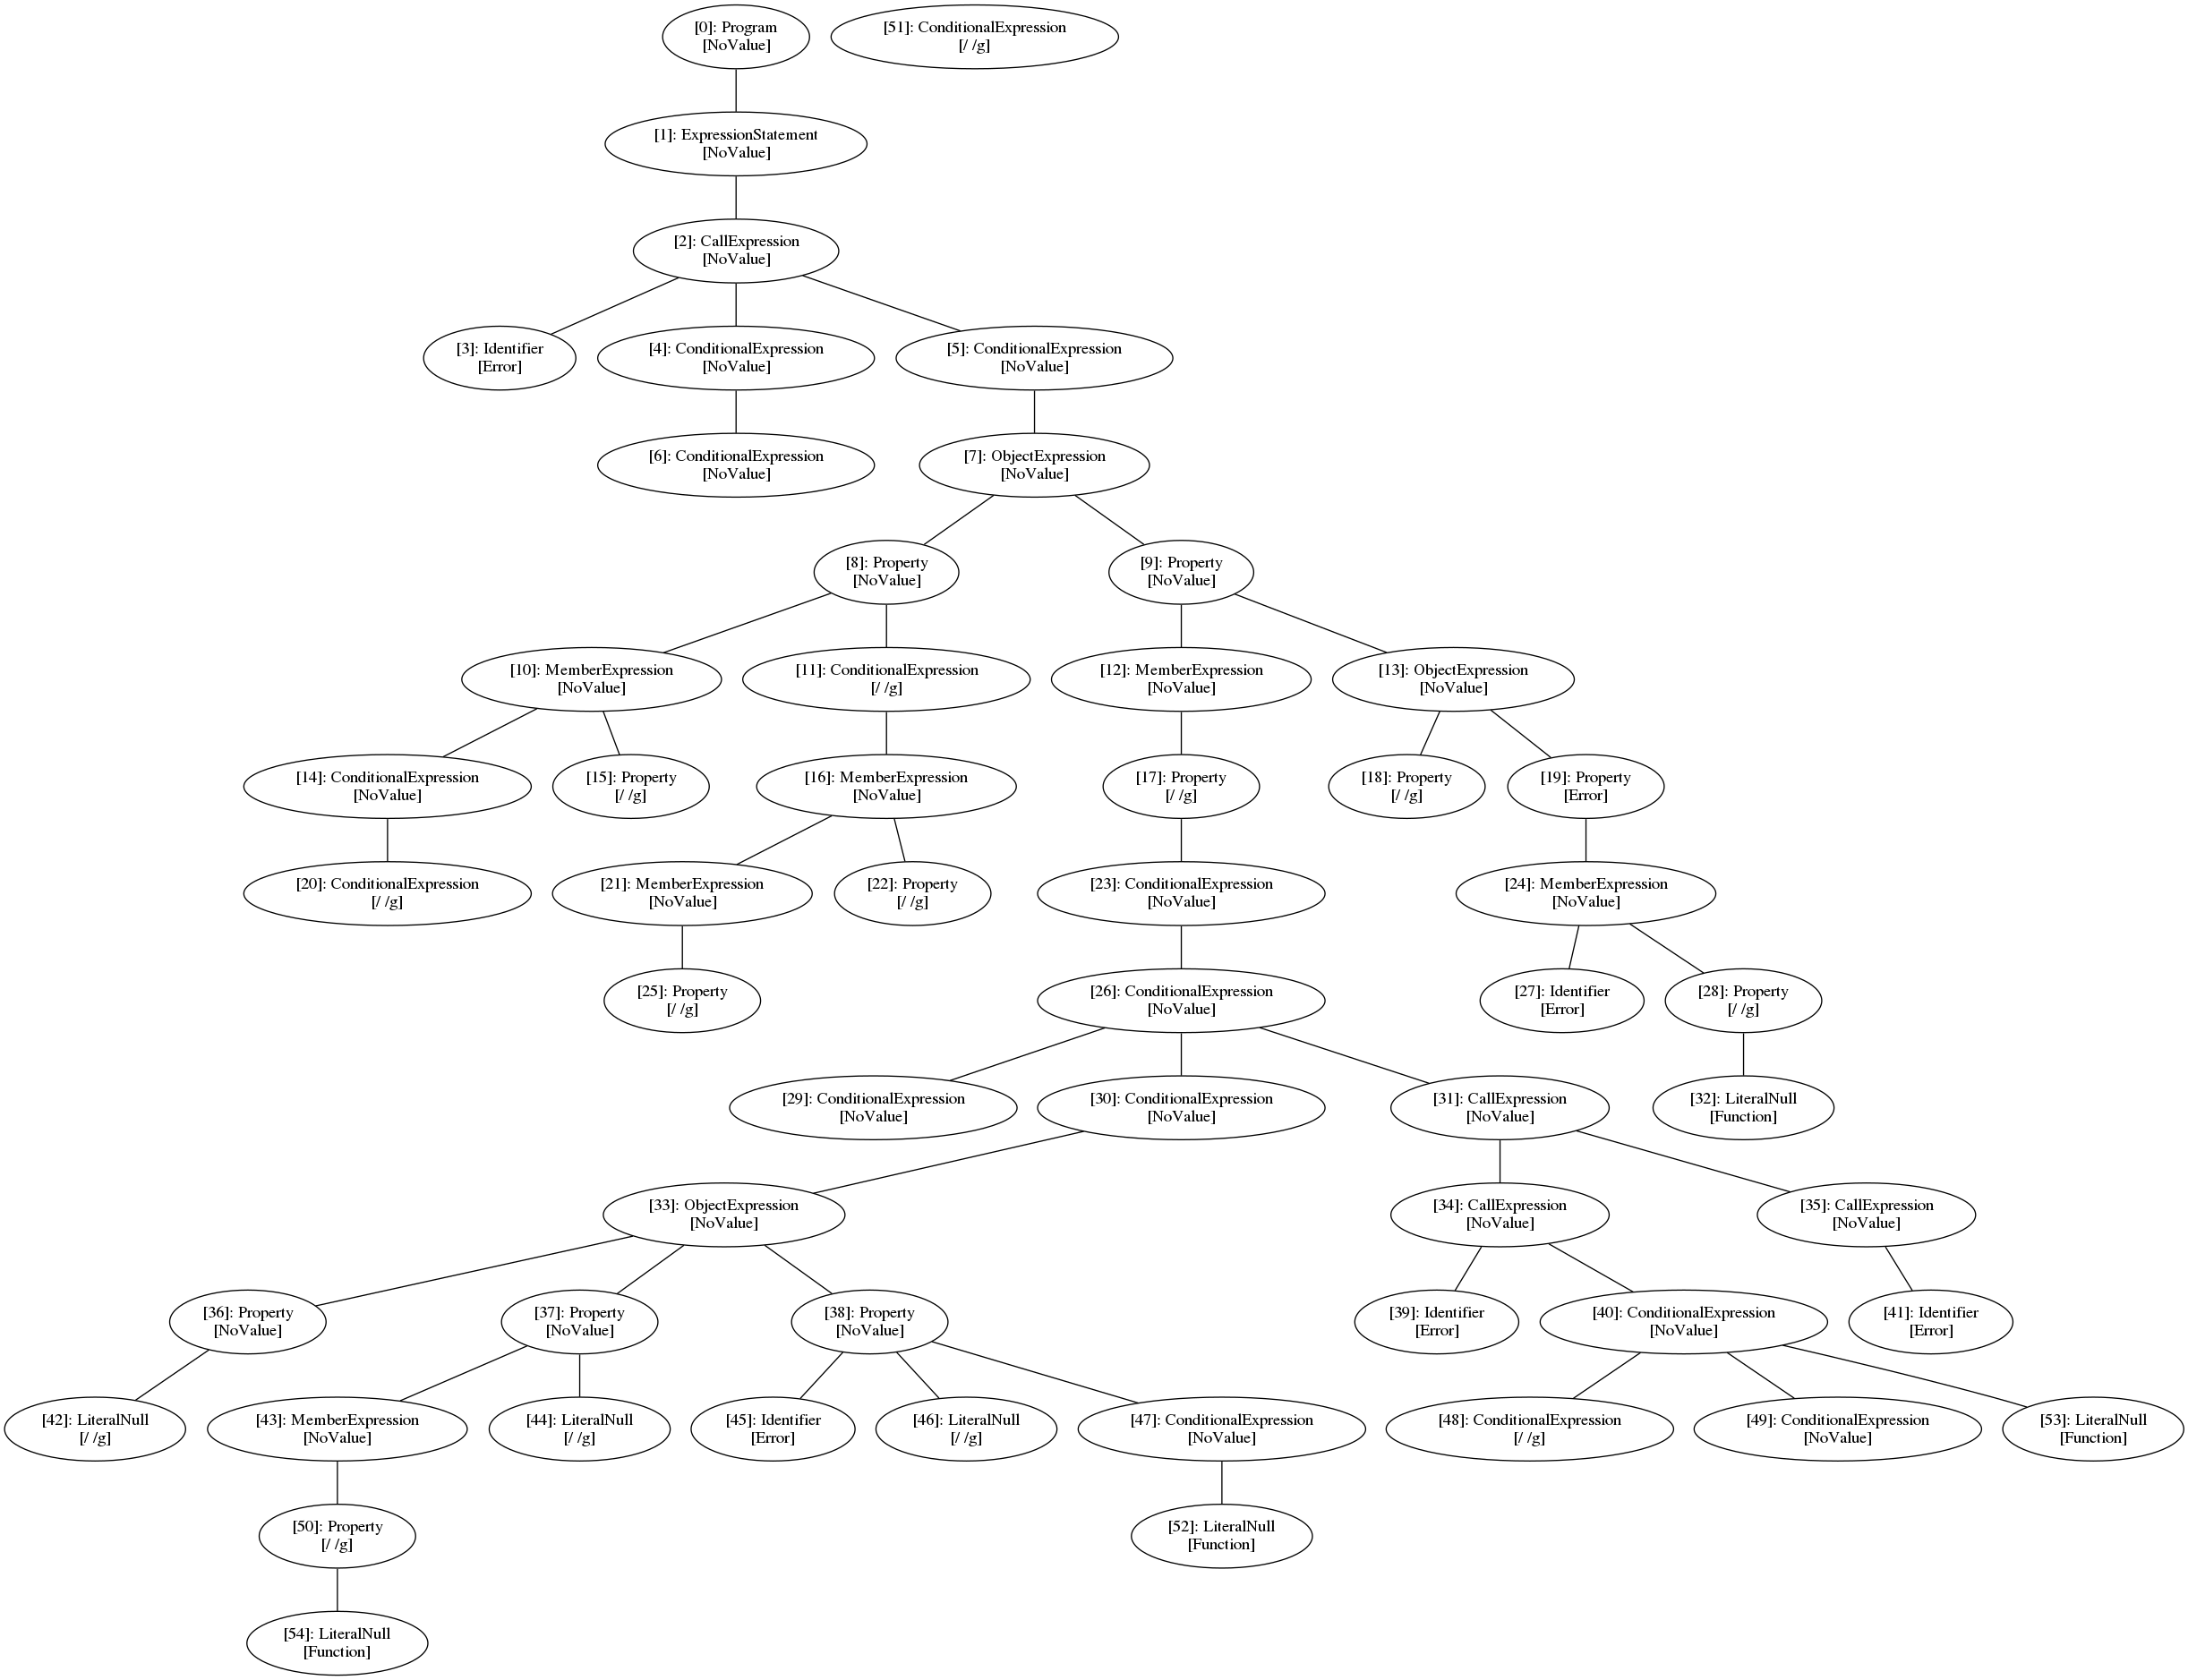 [0]: Program
[NoValue]
[51]: ConditionalExpression
[/ /g]
[1]: ExpressionStatement
[NoValue]
[2]: CallExpression
[NoValue]
[3]: Identifier
[Error]
[4]: ConditionalExpression
[NoValue]
[5]: ConditionalExpression
[NoValue]
[6]: ConditionalExpression
[NoValue]
[7]: ObjectExpression
[NoValue]
[8]: Property
[NoValue]
[9]: Property
[NoValue]
[10]: MemberExpression
[NoValue]
[11]: ConditionalExpression
[/ /g]
[12]: MemberExpression
[NoValue]
[13]: ObjectExpression
[NoValue]
[14]: ConditionalExpression
[NoValue]
[15]: Property
[/ /g]
[16]: MemberExpression
[NoValue]
[17]: Property
[/ /g]
[18]: Property
[/ /g]
[19]: Property
[Error]
[20]: ConditionalExpression
[/ /g]
[21]: MemberExpression
[NoValue]
[22]: Property
[/ /g]
[23]: ConditionalExpression
[NoValue]
[24]: MemberExpression
[NoValue]
[25]: Property
[/ /g]
[26]: ConditionalExpression
[NoValue]
[27]: Identifier
[Error]
[28]: Property
[/ /g]
[29]: ConditionalExpression
[NoValue]
[30]: ConditionalExpression
[NoValue]
[31]: CallExpression
[NoValue]
[32]: LiteralNull
[Function]
[33]: ObjectExpression
[NoValue]
[34]: CallExpression
[NoValue]
[35]: CallExpression
[NoValue]
[36]: Property
[NoValue]
[37]: Property
[NoValue]
[38]: Property
[NoValue]
[39]: Identifier
[Error]
[40]: ConditionalExpression
[NoValue]
[41]: Identifier
[Error]
[42]: LiteralNull
[/ /g]
[43]: MemberExpression
[NoValue]
[44]: LiteralNull
[/ /g]
[45]: Identifier
[Error]
[46]: LiteralNull
[/ /g]
[47]: ConditionalExpression
[NoValue]
[48]: ConditionalExpression
[/ /g]
[49]: ConditionalExpression
[NoValue]
[53]: LiteralNull
[Function]
[50]: Property
[/ /g]
[52]: LiteralNull
[Function]
[54]: LiteralNull
[Function]